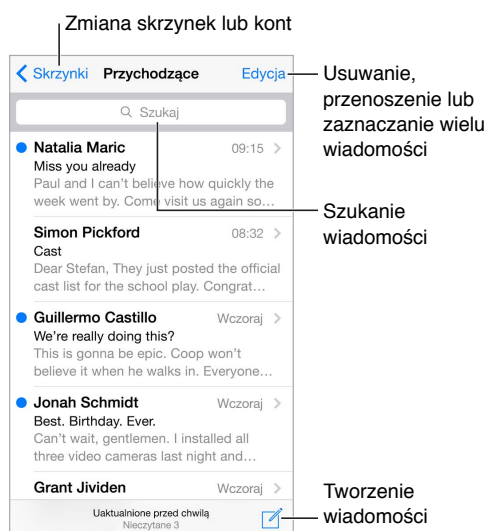 Zmiana skrzynek lub kont
Skrzynki Przychodzące Edycja
Usuwanie,
przenoszenie lub
zaznaczanie wielu
wiadomości
Szukaj
Natalia Maric 09:15
Miss you already
Paul and I can't believe how quickly the
week went by. Come visit us again so…
Szukanie
wiadomości
Simon Pickford 08:32
Cast
Dear Stefan, They just posted the official
cast list for the school play. Congrat…
Guillermo Castillo Wczoraj
We're really doing this?
This is gonna be epic. Coop won't
believe it when he walks in. Everyone…
Jonah Schmidt Wczoraj
Best. Birthday. Ever.
Can't wait, gentlemen. I installed all
three video cameras last night and…
Grant Jividen Wczoraj
Uaktualnione przed chwilą
Nieczytane 3
Tworzenie
wiadomości